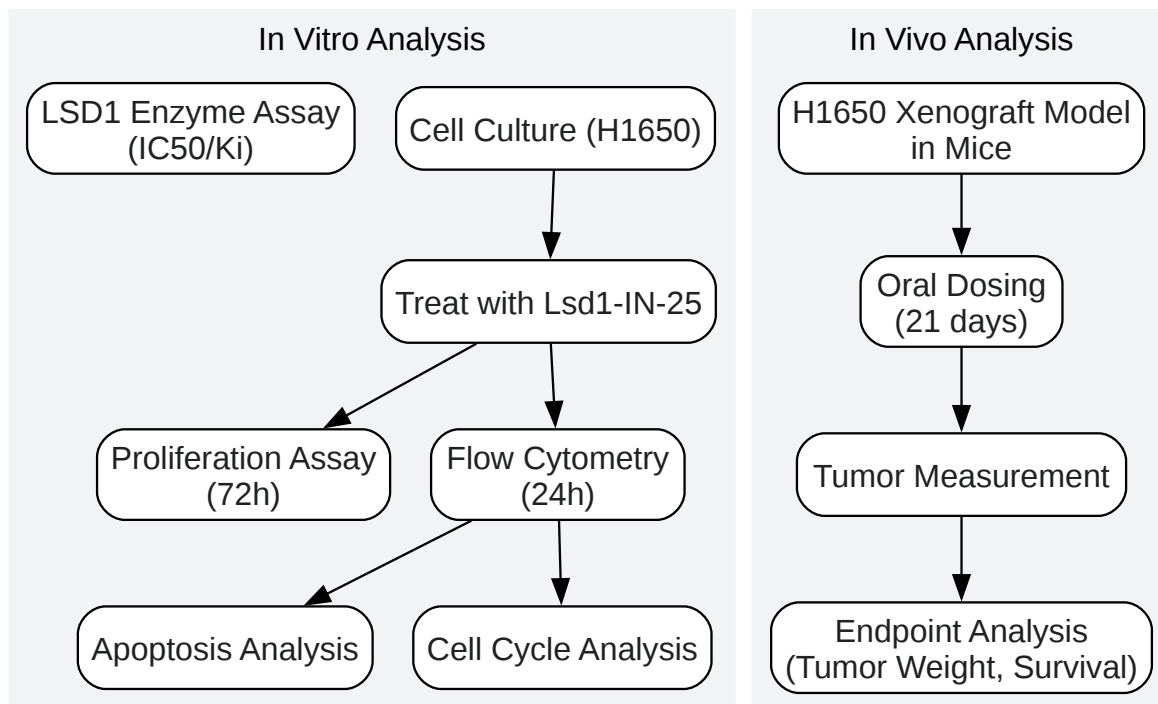 In Vitro Analysis
LSD1 Enzyme Assay
(IC50/Ki)
Cell Culture (H1650)
Treat with Lsd1-IN-25
Proliferation Assay
(72h)
Flow Cytometry
(24h)
Apoptosis Analysis
Cell Cycle Analysis
In Vivo Analysis
H1650 Xenograft Model
in Mice
Oral Dosing
(21 days)
Tumor Measurement
Endpoint Analysis
(Tumor Weight, Survival)